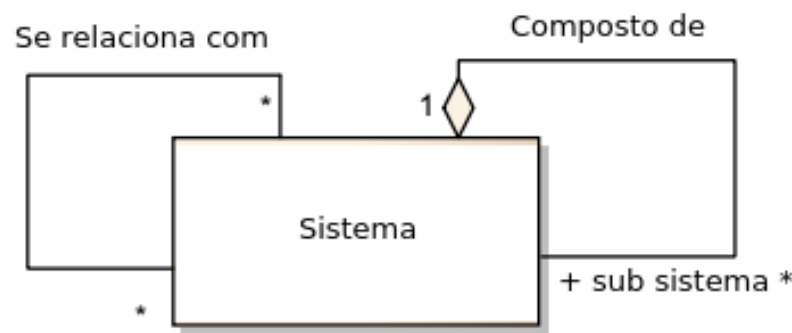 Se relaciona com
Composto de
*
1
Sistema
+ sub sistema *
*